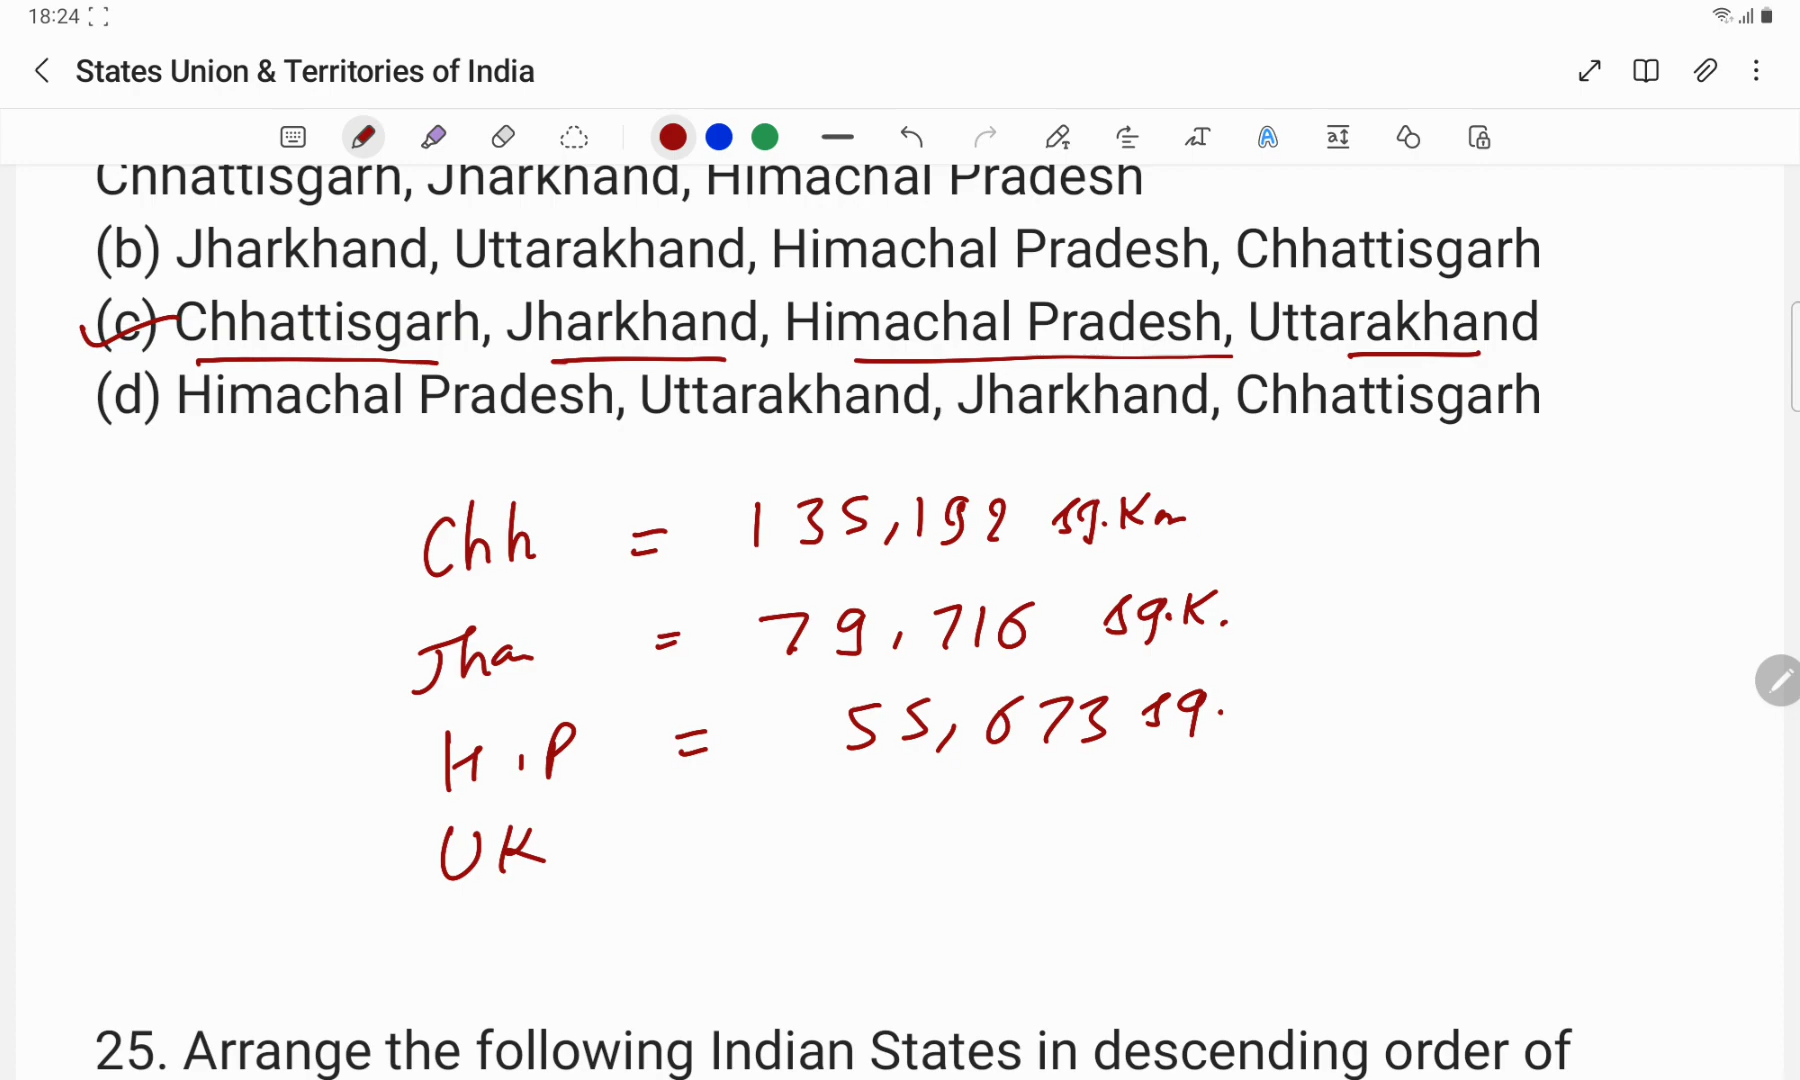 18:24
States Union & Territories of India
Chhattisgarh, Jharkhand, Himachal Pradesh
(b) Jharkhand, Uttarakhand, Himachal Pradesh, Chhattisgarh
(c) Chhattisgarh, Jharkhand, Himachal Pradesh, Uttarakhand
(d) Himachal Pradesh, Uttarakhand, Jharkhand, Chhattisgarh
Chh = 135,192 sq.Km
Jhar = 79,716 sq.K.
H.P = 55,673 sq.
UK
25. Arrange the following Indian States in descending order of